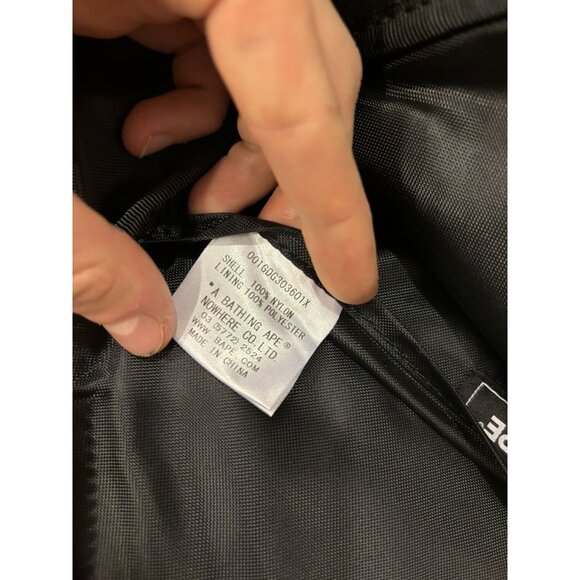 001GDG303601X
SHELL 100% NYLON
LINING 100% POLYESTER
*A BATHING APE®
NOWHERE CO,.LTD.
03 (5772) 2524
WWW.BAPE.COM
MADE IN CHINA
PE®